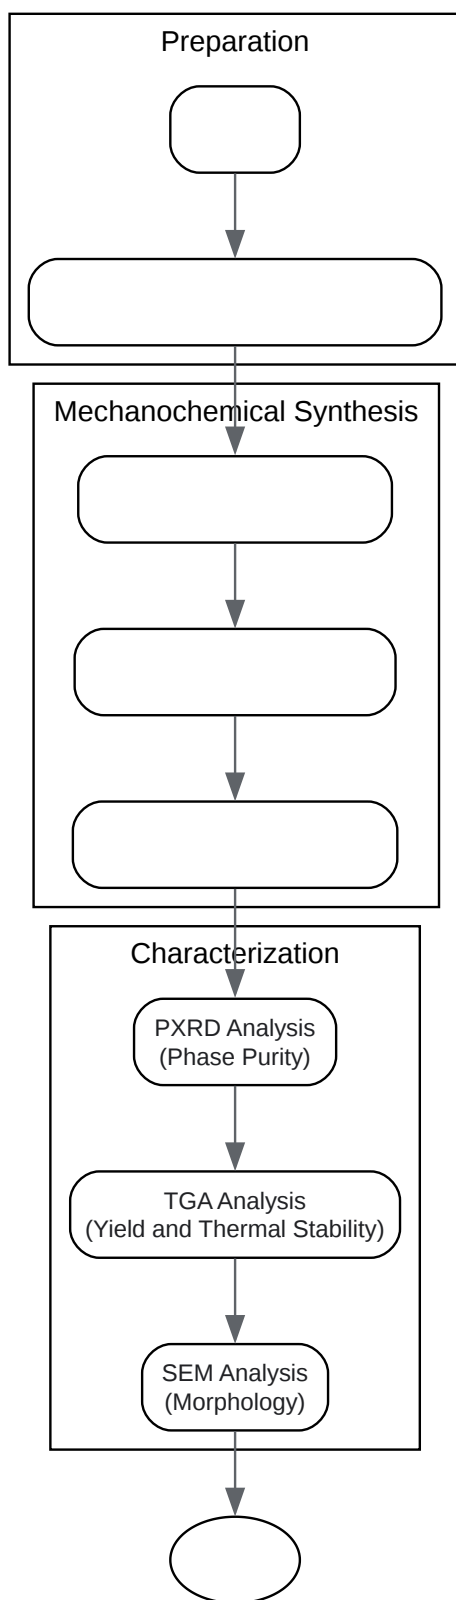 Preparation
Mechanochemical Synthesis
Characterization
PXRD Analysis
(Phase Purity)
TGA Analysis
(Yield and Thermal Stability)
SEM Analysis
(Morphology)